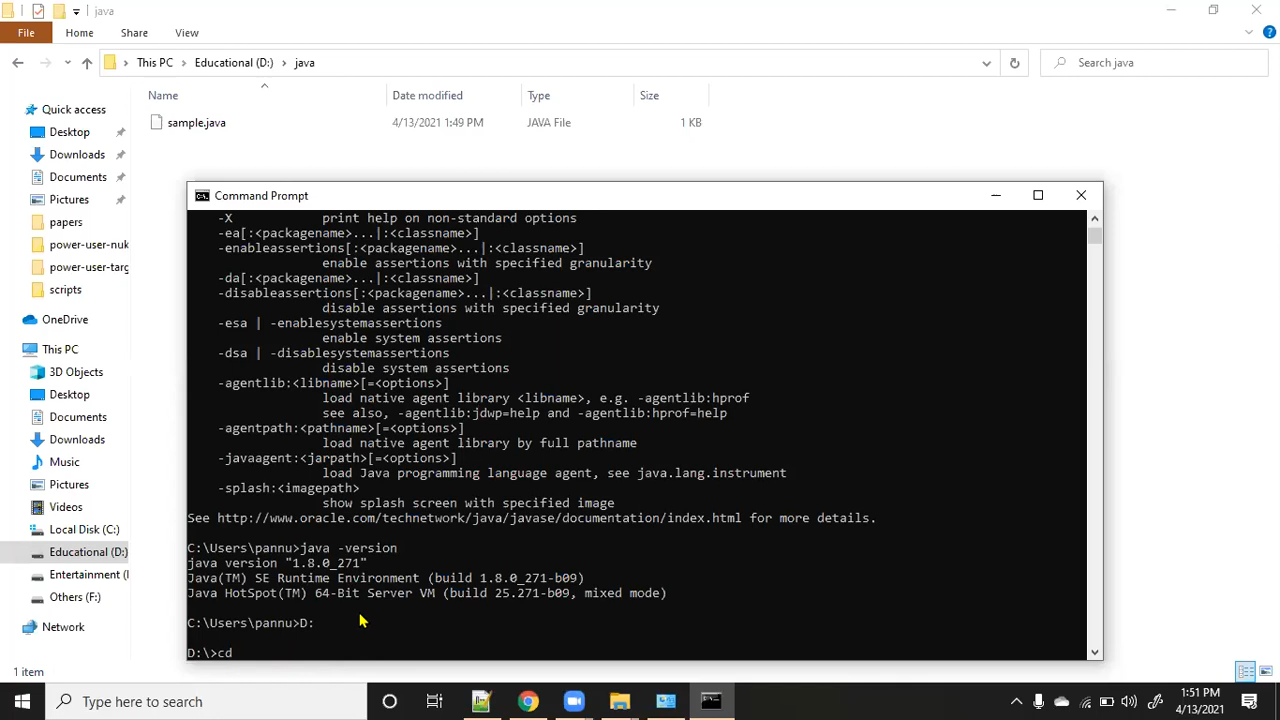 java
File Home Share View
This PC Educational (D:) java
Search java
Name Date modified Type Size
sample.java 4/13/2021 1:49 PM JAVA File 1 KB
Quick access
Desktop
Downloads
Documents
Pictures
papers
power-user-nuk
power-user-targ
scripts
OneDrive
This PC
3D Objects
Desktop
Documents
Downloads
Music
Pictures
Videos
Local Disk (C:)
Educational (D:)
Entertainment (
Others (F:)
Network
1 item
Command Prompt
-X print help on non-standard options
-ea[:<packagename>...|:<classname>]
-enableassertions[:<packagename>...|:<classname>]
enable assertions with specified granularity
-da[:<packagename>...|:<classname>]
-disableassertions[:<packagename>...|:<classname>]
disable assertions with specified granularity
-esa | -enablesystemassertions
enable system assertions
-dsa | -disablesystemassertions
disable system assertions
-agentlib:<libname>[=<options>]
load native agent library <libname>, e.g. -agentlib:hprof
see also, -agentlib:jdwp=help and -agentlib:hprof=help
-agentpath:<pathname>[=<options>]
load native agent library by full pathname
-javaagent:<jarpath>[=<options>]
load Java programming language agent, see java.lang.instrument
-splash:<imagepath>
show splash screen with specified image
See http://www.oracle.com/technetwork/java/javase/documentation/index.html for more details.
C:\Users\pannu>java -version
java version "1.8.0_271"
Java(TM) SE Runtime Environment (build 1.8.0_271-b09)
Java HotSpot(TM) 64-Bit Server VM (build 25.271-b09, mixed mode)
C:\Users\pannu>D:
D:\>cd
Type here to search
1:51 PM
4/13/2021